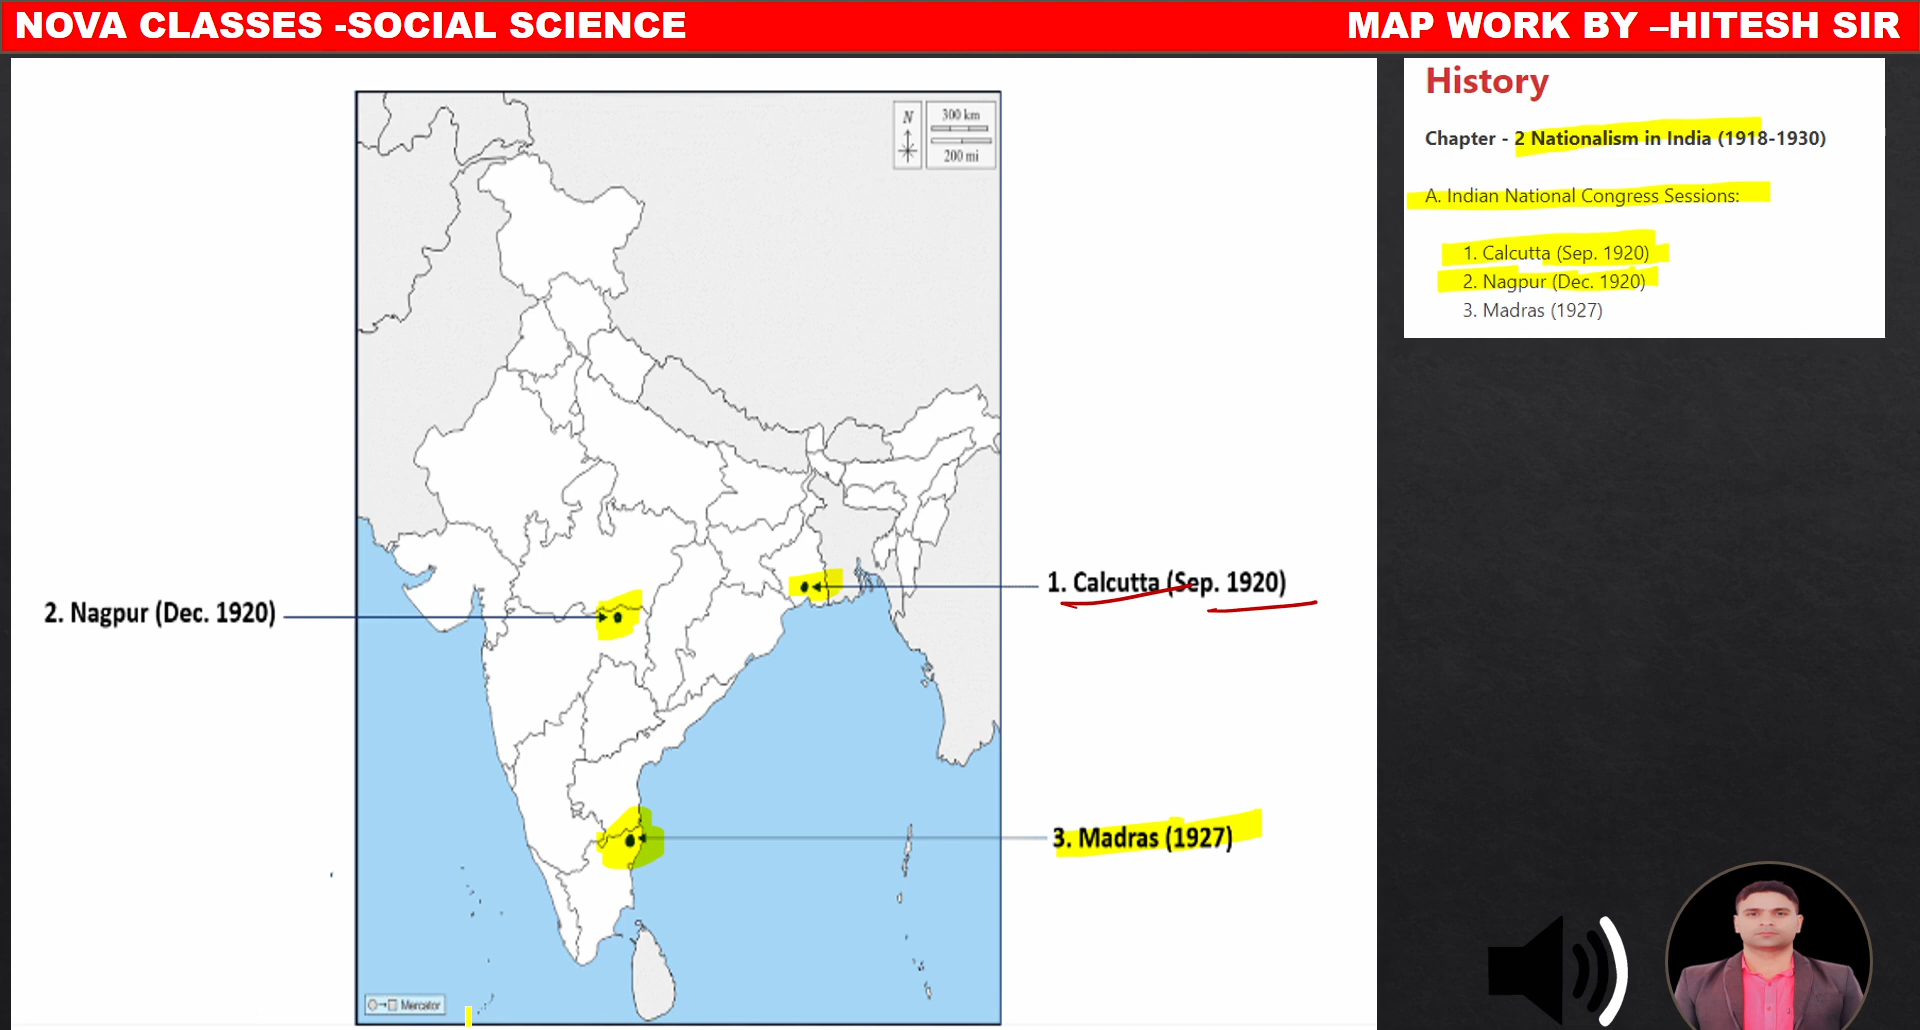 NOVA CLASSES -SOCIAL SCIENCE
MAP WORK BY –HITESH SIR
History
Chapter - 2 Nationalism in India (1918-1930)
A. Indian National Congress Sessions:
1. Calcutta (Sep. 1920)
2. Nagpur (Dec. 1920)
3. Madras (1927)
N
300 km
200 mi
1. Calcutta (Sep. 1920)
2. Nagpur (Dec. 1920)
3. Madras (1927)
Mercator